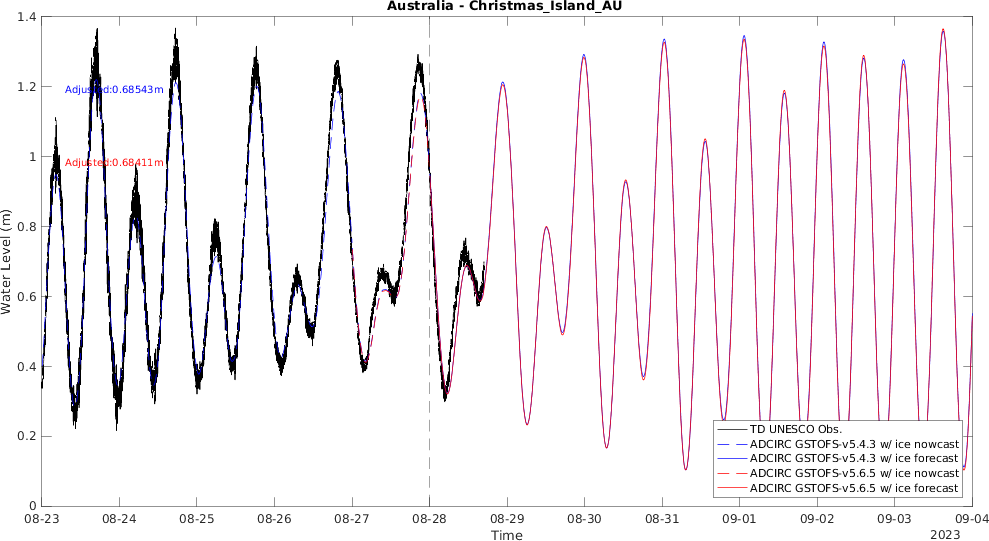 Australia - Christmas_Island_AU
1.4
1.2
1
0.8
0.6
0.4
0.2
0
Water Level (m)
Adjusted:0.68543m
Adjusted:0.68411m
TD UNESCO Obs.
ADCIRC GSTOFS-v5.4.3 w/ ice nowcast
ADCIRC GSTOFS-v5.4.3 w/ ice forecast
ADCIRC GSTOFS-v5.6.5 w/ ice nowcast
ADCIRC GSTOFS-v5.6.5 w/ ice forecast
08-23 08-24 08-25 08-26 08-27 08-28 08-29 08-30 08-31 09-01 09-02 09-03 09-04
Time
2023